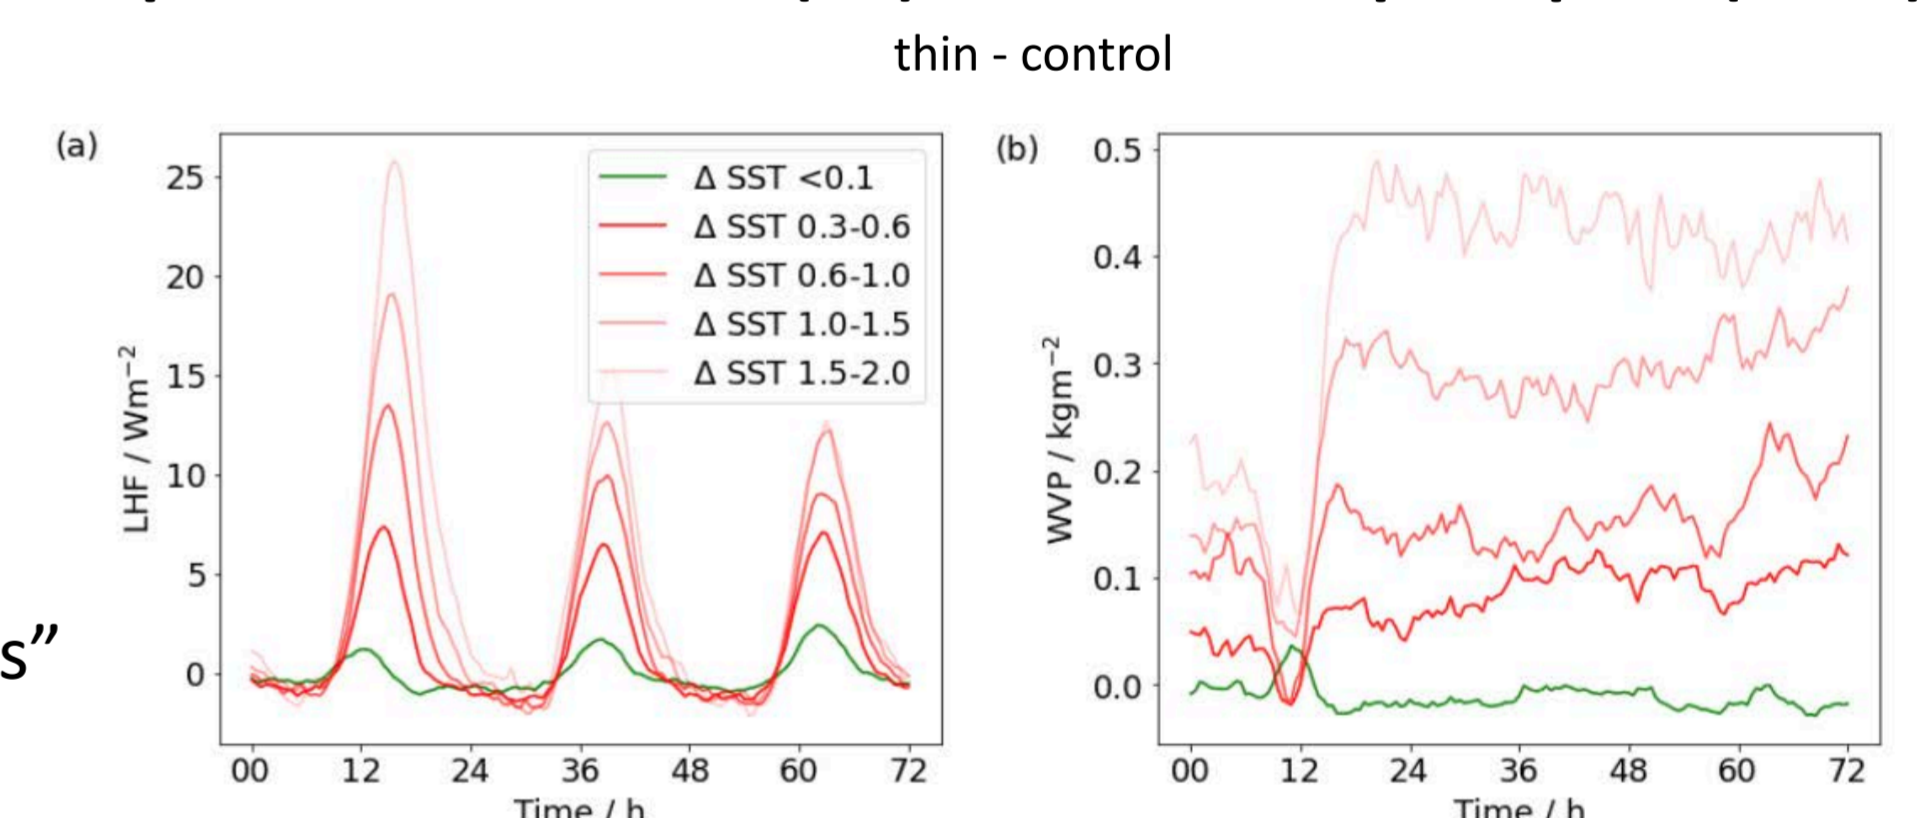 thin - control
(a)
LHF / Wm⁻²
25
20
15
10
5
0
Δ SST <0.1
Δ SST 0.3-0.6
Δ SST 0.6-1.0
Δ SST 1.0-1.5
Δ SST 1.5-2.0
00 12 24 36 48 60 72
Time / h
(b)
WVP / kgm⁻²
0.5
0.4
0.3
0.2
0.1
0.0
00 12 24 36 48 60 72
Time / h
s”